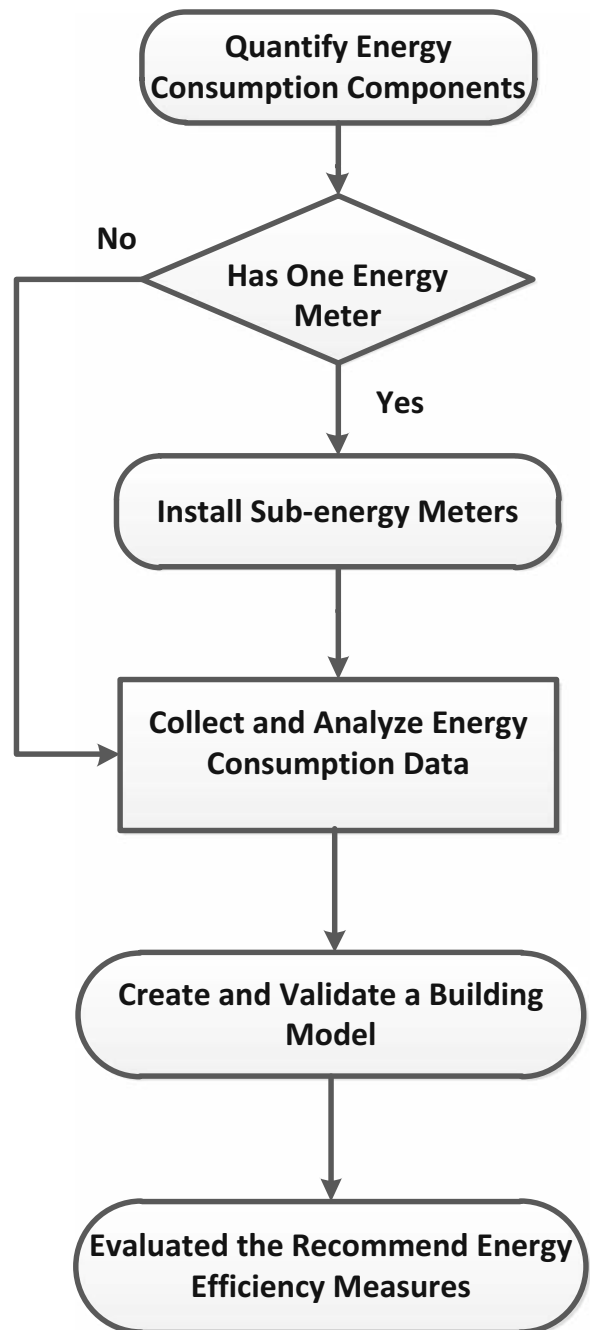 Quantify Energy
Consumption Components
No
Has One Energy
Meter
Yes
Install Sub-energy Meters
Collect and Analyze Energy
Consumption Data
Create and Validate a Building
Model
Evaluated the Recommend Energy
Efficiency Measures